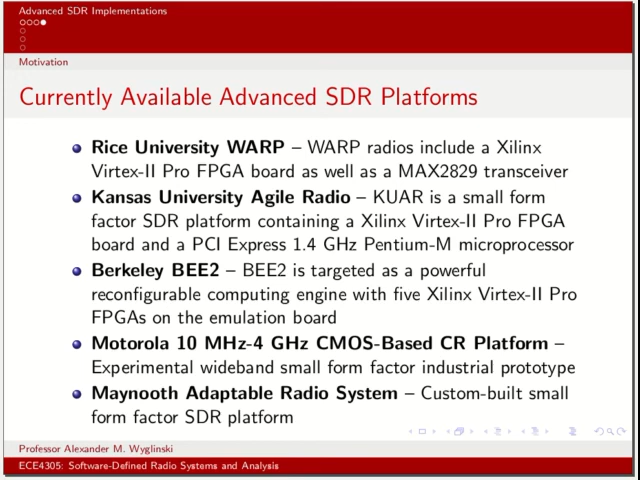 Advanced SDR Implementations
Motivation
Currently Available Advanced SDR Platforms
Rice University WARP – WARP radios include a Xilinx
Virtex-II Pro FPGA board as well as a MAX2829 transceiver
Kansas University Agile Radio – KUAR is a small form
factor SDR platform containing a Xilinx Virtex-II Pro FPGA
board and a PCI Express 1.4 GHz Pentium-M microprocessor
Berkeley BEE2 – BEE2 is targeted as a powerful
reconfigurable computing engine with five Xilinx Virtex-II Pro
FPGAs on the emulation board
Motorola 10 MHz-4 GHz CMOS-Based CR Platform –
Experimental wideband small form factor industrial prototype
Maynooth Adaptable Radio System – Custom-built small
form factor SDR platform
Professor Alexander M. Wyglinski
ECE4305: Software-Defined Radio Systems and Analysis